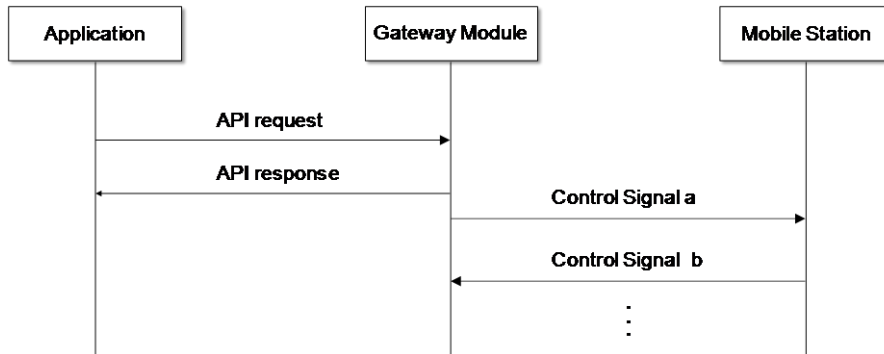 Application
Gateway Module
Mobile Station
API request
API response
Control Signal a
Control Signal b